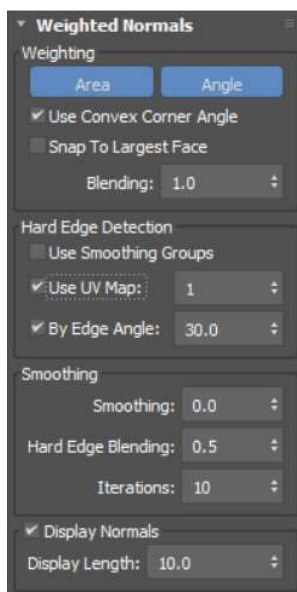 Weighted Normals
Weighting
Area Angle
Use Convex Corner Angle
Snap To Largest Face
Blending: 1.0
Hard Edge Detection
Use Smoothing Groups
Use UV Map: 1
By Edge Angle: 30.0
Smoothing
Smoothing: 0.0
Hard Edge Blending: 0.5
Iterations: 10
Display Normals
Display Length: 10.0